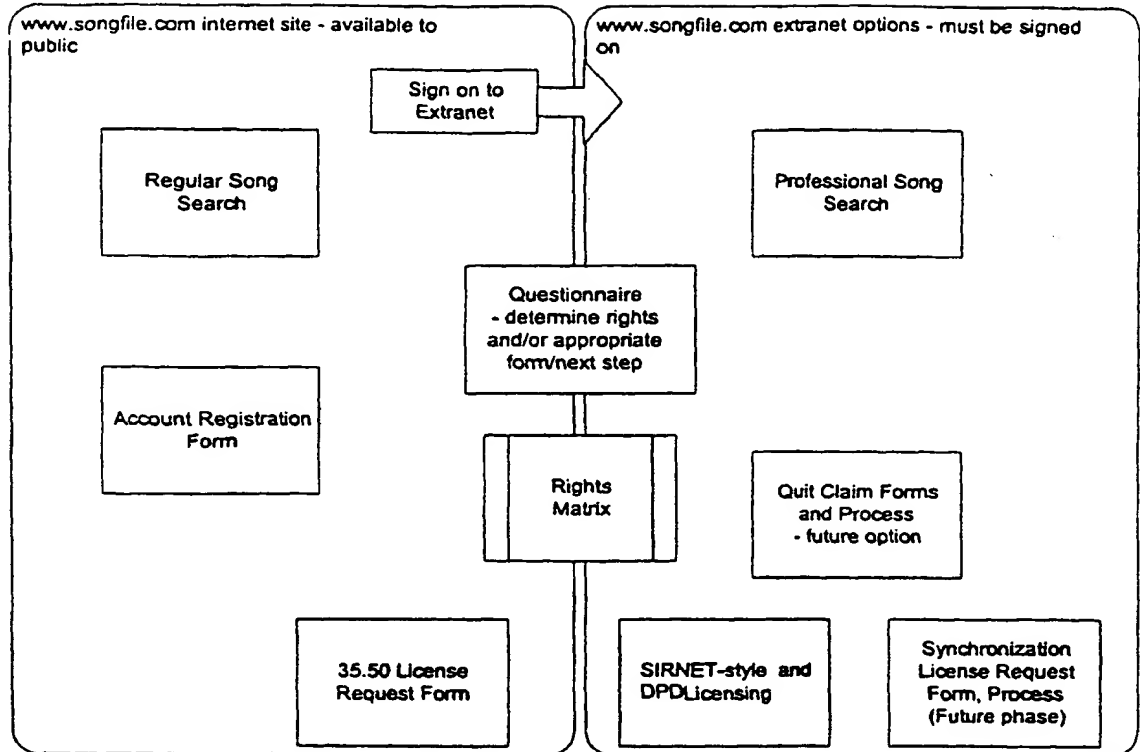 www.songfile.com internet site - available to
public
www.songfile.com extranet options - must be signed
on
Sign on to
Extranet
Regular Song
Search
Professional Song
Search
Questionnaire
- determine rights
and/or appropriate
form/next step
Account Registration
Form
Rights
Matrix
Quit Claim Forms
and Process
- future option
35.50 License
Request Form
SIRNET-style and
DPDLicensing
Synchronization
License Request
Form, Process
(Future phase)